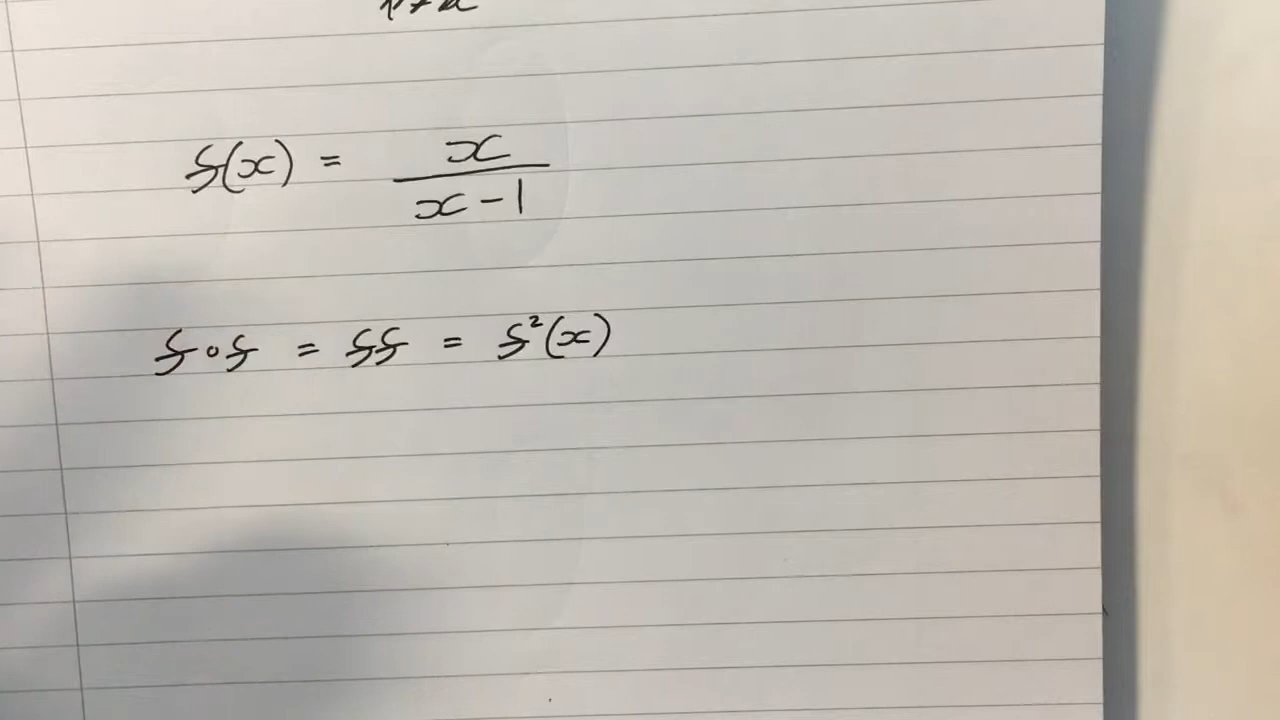 f(x) = x / (x - 1)
f∘f = ff = f²(x)